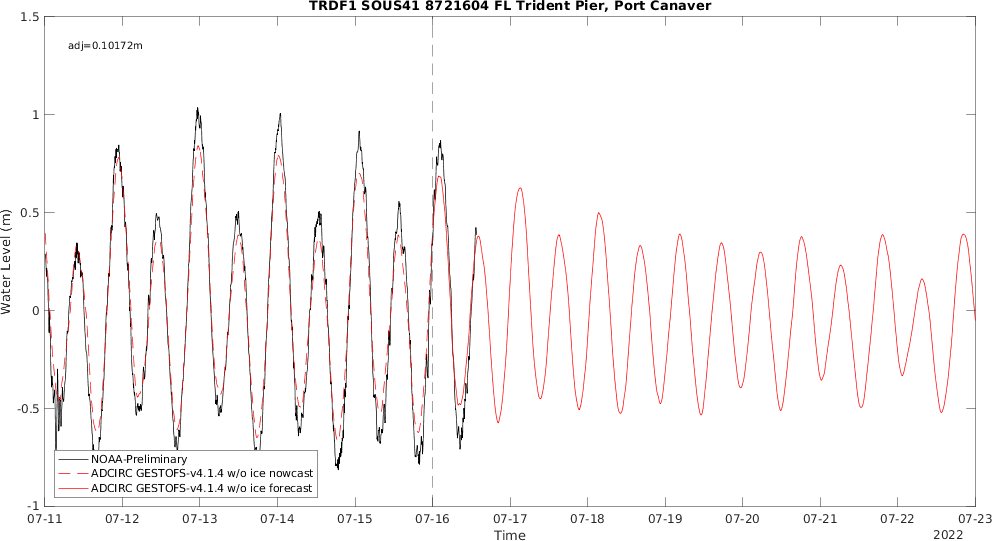 TRDF1 SOUS41 8721604 FL Trident Pier, Port Canaver
1.5
adj=0.10172m
1
0.5
Water Level (m)
0
-0.5
NOAA-Preliminary
ADCIRC GESTOFS-v4.1.4 w/o ice nowcast
ADCIRC GESTOFS-v4.1.4 w/o ice forecast
-1
07-11 07-12 07-13 07-14 07-15 07-16 07-17 07-18 07-19 07-20 07-21 07-22 07-23
Time
2022